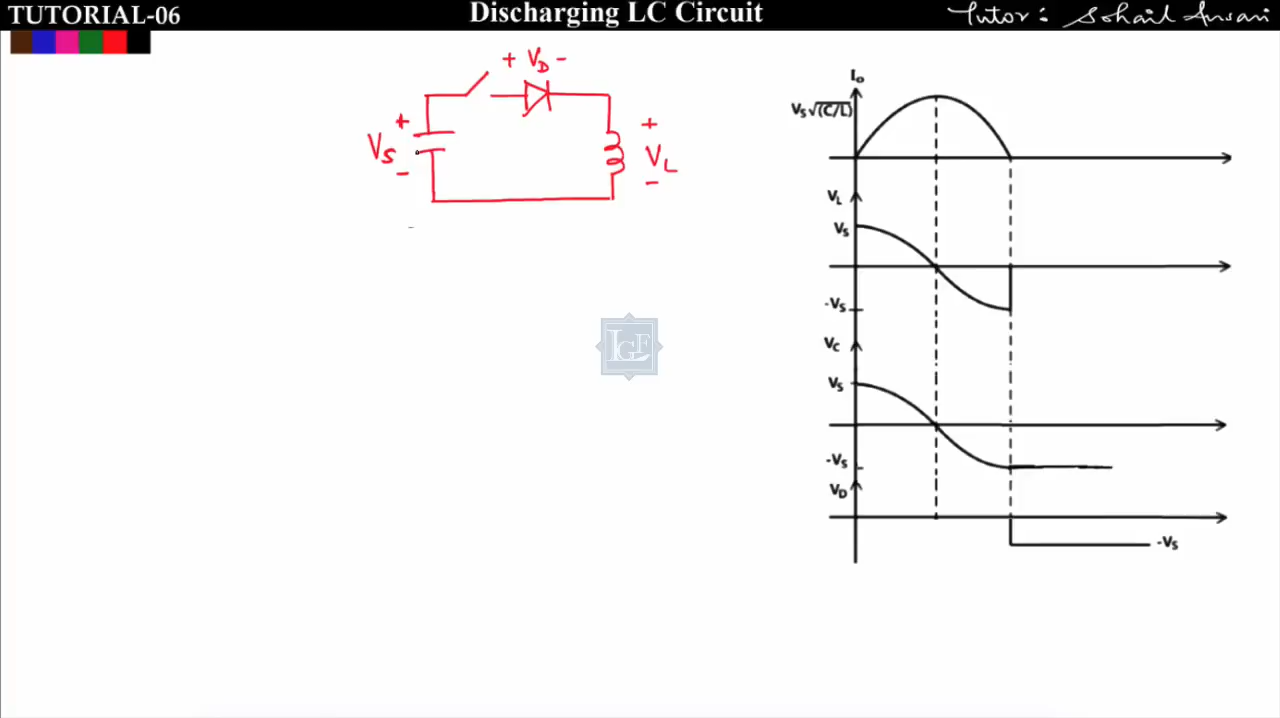 TUTORIAL-06
Discharging LC Circuit
Tutor : Sohail Ansari
+ VD -
+
VS
-
+
VL
-
Io
Vs√(C/L)
VL
Vs
-Vs
VC
Vs
-Vs
VD
-Vs
LGE